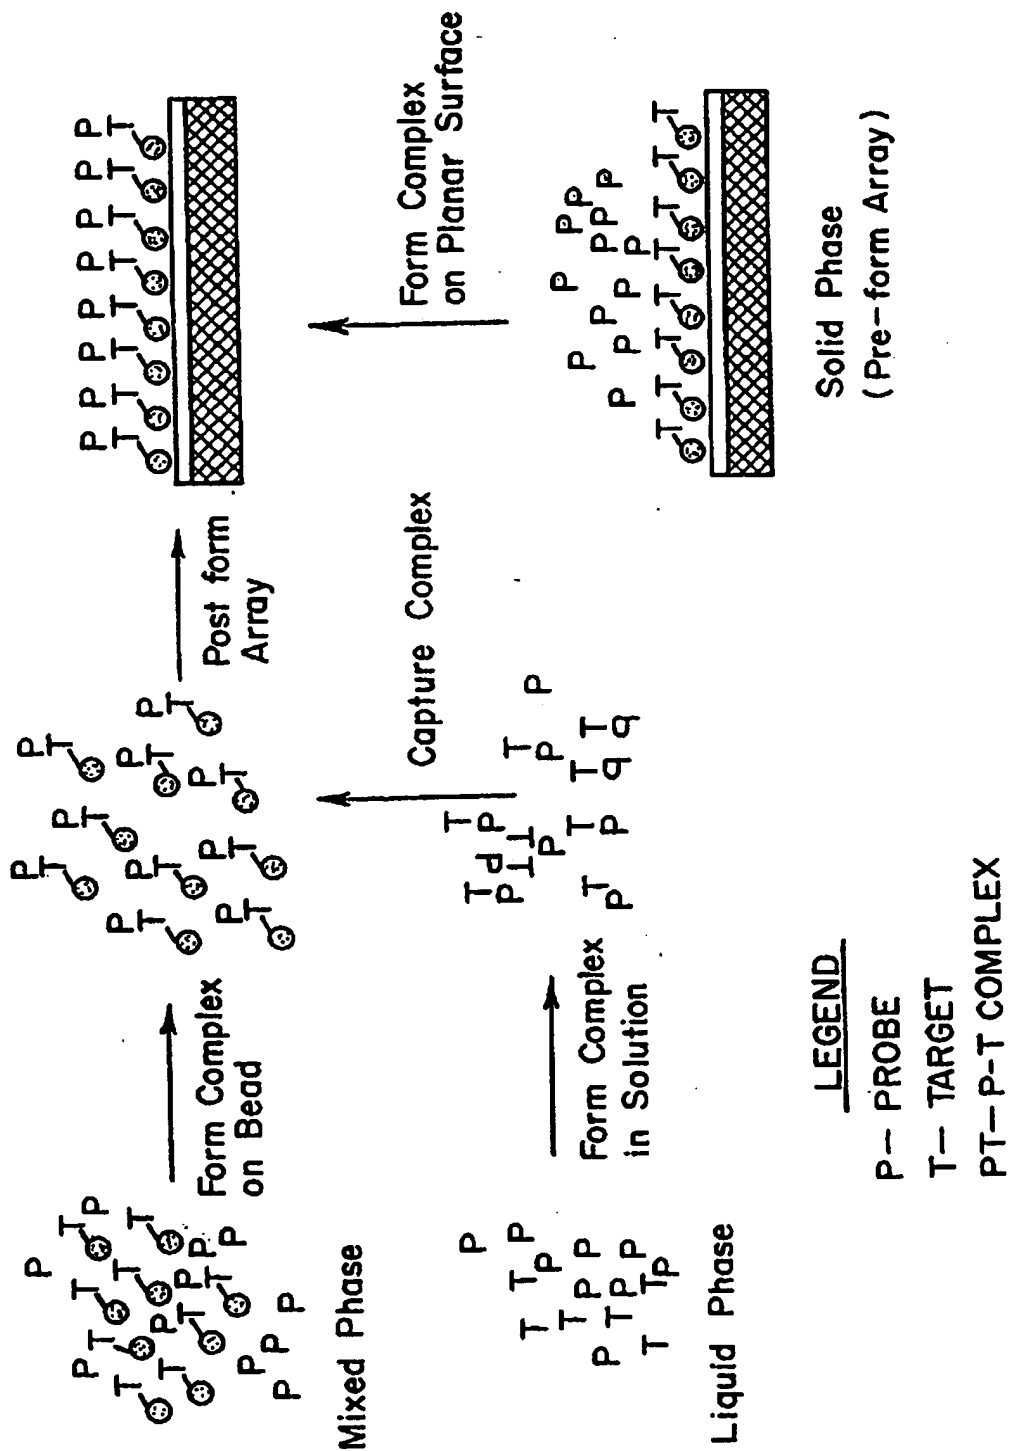 P T P T P T P T P T P T P T P T
Form Complex
on Bead
Post form
Array
Form Complex
on Planar Surface
Capture Complex
Mixed Phase
Form Complex
in Solution
Liquid Phase
Solid Phase
(Pre-form Array)
LEGEND
P— PROBE
T— TARGET
PT— P-T COMPLEX